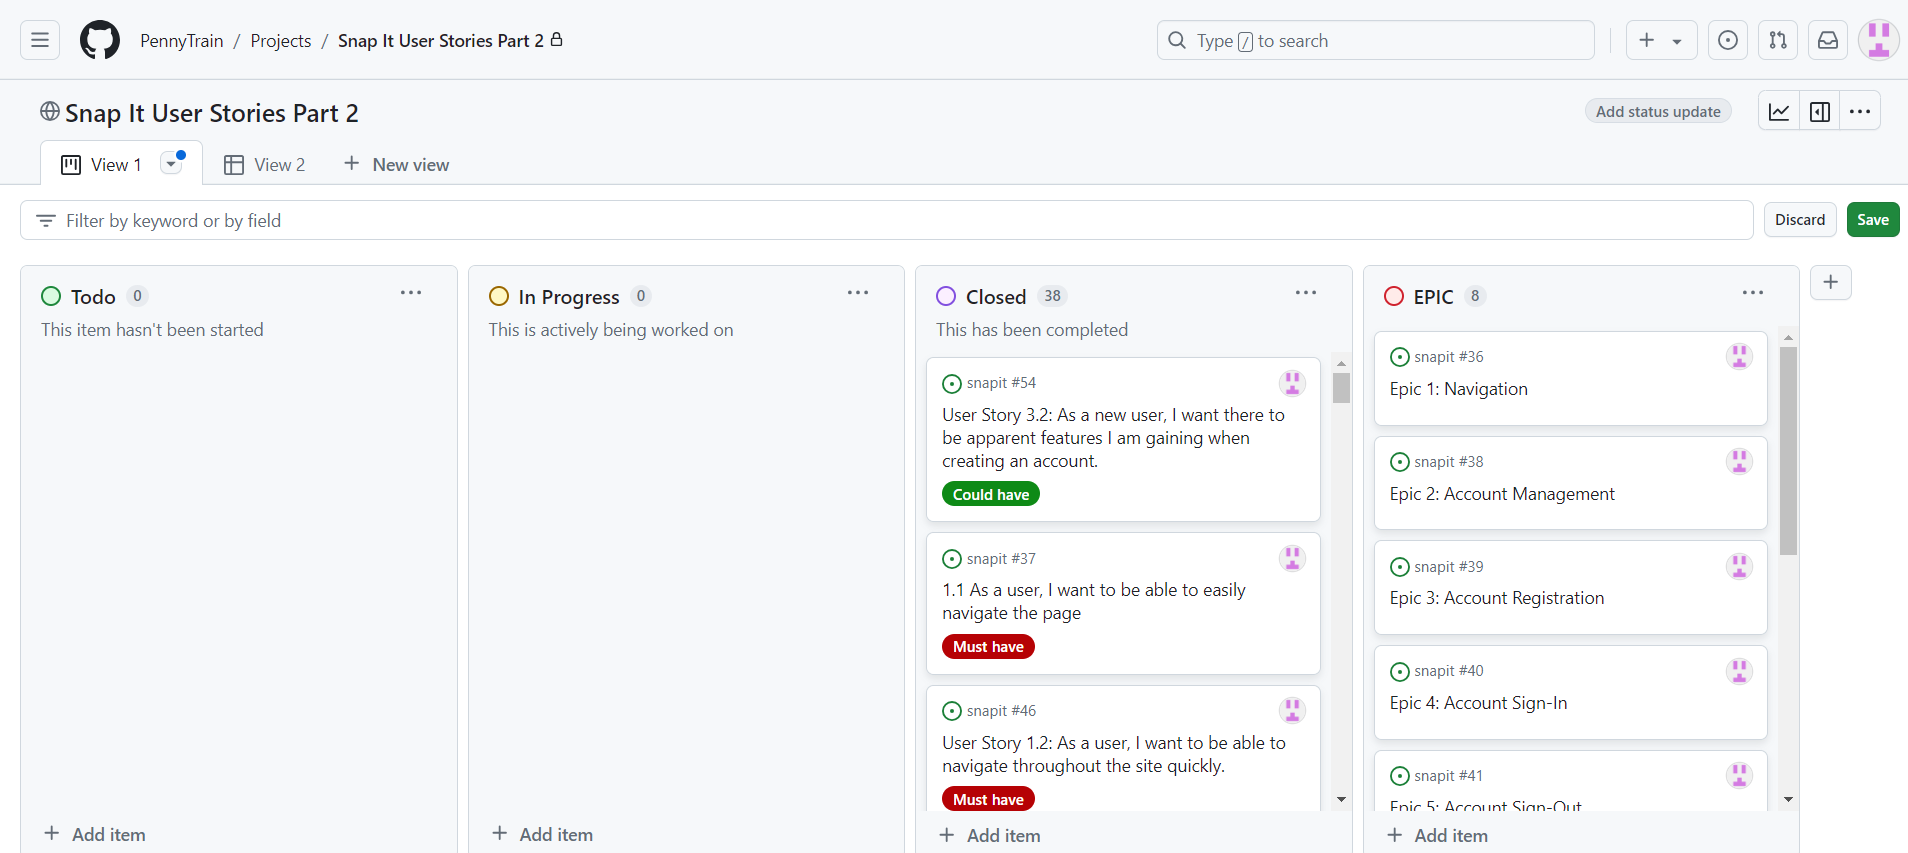 PennyTrain / Projects / Snap It User Stories Part 2
Type / to search
Snap It User Stories Part 2
Add status update
View 1
View 2
New view
Filter by keyword or by field
Discard
Save
Todo 0
This item hasn't been started
Add item
In Progress 0
This is actively being worked on
Add item
Closed 38
This has been completed
snapit #54
User Story 3.2: As a new user, I want there to
be apparent features I am gaining when
creating an account.
Could have
snapit #37
1.1 As a user, I want to be able to easily
navigate the page
Must have
snapit #46
User Story 1.2: As a user, I want to be able to
navigate throughout the site quickly.
Must have
Add item
EPIC 8
snapit #36
Epic 1: Navigation
snapit #38
Epic 2: Account Management
snapit #39
Epic 3: Account Registration
snapit #40
Epic 4: Account Sign-In
snapit #41
Epic 5: Account Sign-Out
Add item